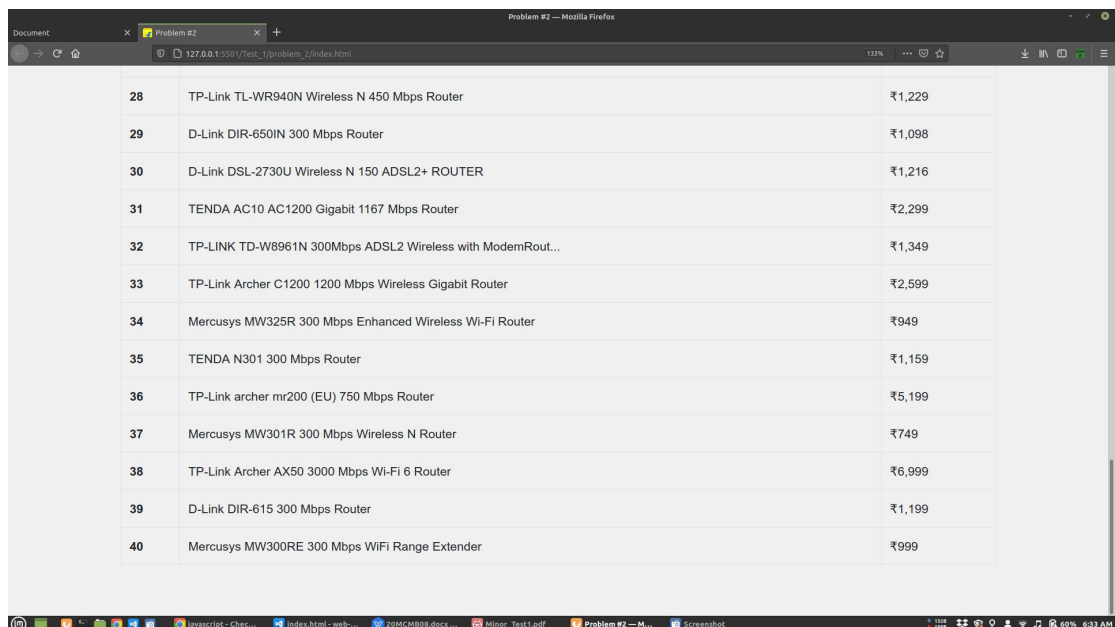 Problem #2 — Mozilla Firefox
Document
Problem #2
127.0.0.1:5501/Test_1/problem_2/index.html
133%
28 TP-Link TL-WR940N Wireless N 450 Mbps Router ₹1,229
29 D-Link DIR-650IN 300 Mbps Router ₹1,098
30 D-Link DSL-2730U Wireless N 150 ADSL2+ ROUTER ₹1,216
31 TENDA AC10 AC1200 Gigabit 1167 Mbps Router ₹2,299
32 TP-LINK TD-W8961N 300Mbps ADSL2 Wireless with ModemRout... ₹1,349
33 TP-Link Archer C1200 1200 Mbps Wireless Gigabit Router ₹2,599
34 Mercusys MW325R 300 Mbps Enhanced Wireless Wi-Fi Router ₹949
35 TENDA N301 300 Mbps Router ₹1,159
36 TP-Link archer mr200 (EU) 750 Mbps Router ₹5,199
37 Mercusys MW301R 300 Mbps Wireless N Router ₹749
38 TP-Link Archer AX50 3000 Mbps Wi-Fi 6 Router ₹6,999
39 D-Link DIR-615 300 Mbps Router ₹1,199
40 Mercusys MW300RE 300 Mbps WiFi Range Extender ₹999
javascript - Chec... index.html - web-... 20MCMB08.docx ... Minor_Test1.pdf Problem #2 — M... Screenshot 60% 6:33 AM